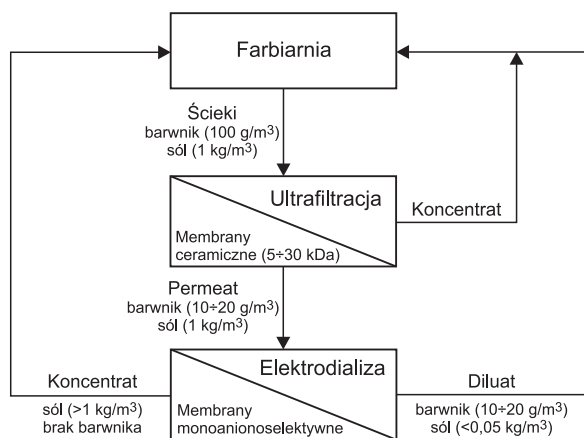 Farbiarnia
Ścieki
barwnik (100 g/m³)
sól (1 kg/m³)
Ultrafiltracja
Membrany
ceramiczne (5÷30 kDa)
Koncentrat
Permeat
barwnik (10÷20 g/m³)
sól (1 kg/m³)
Elektrodializa
Membrany
monoanionoselektywne
Koncentrat
sól (>1 kg/m³)
brak barwnika
Diluat
barwnik (10÷20 g/m³)
sól (<0,05 kg/m³)